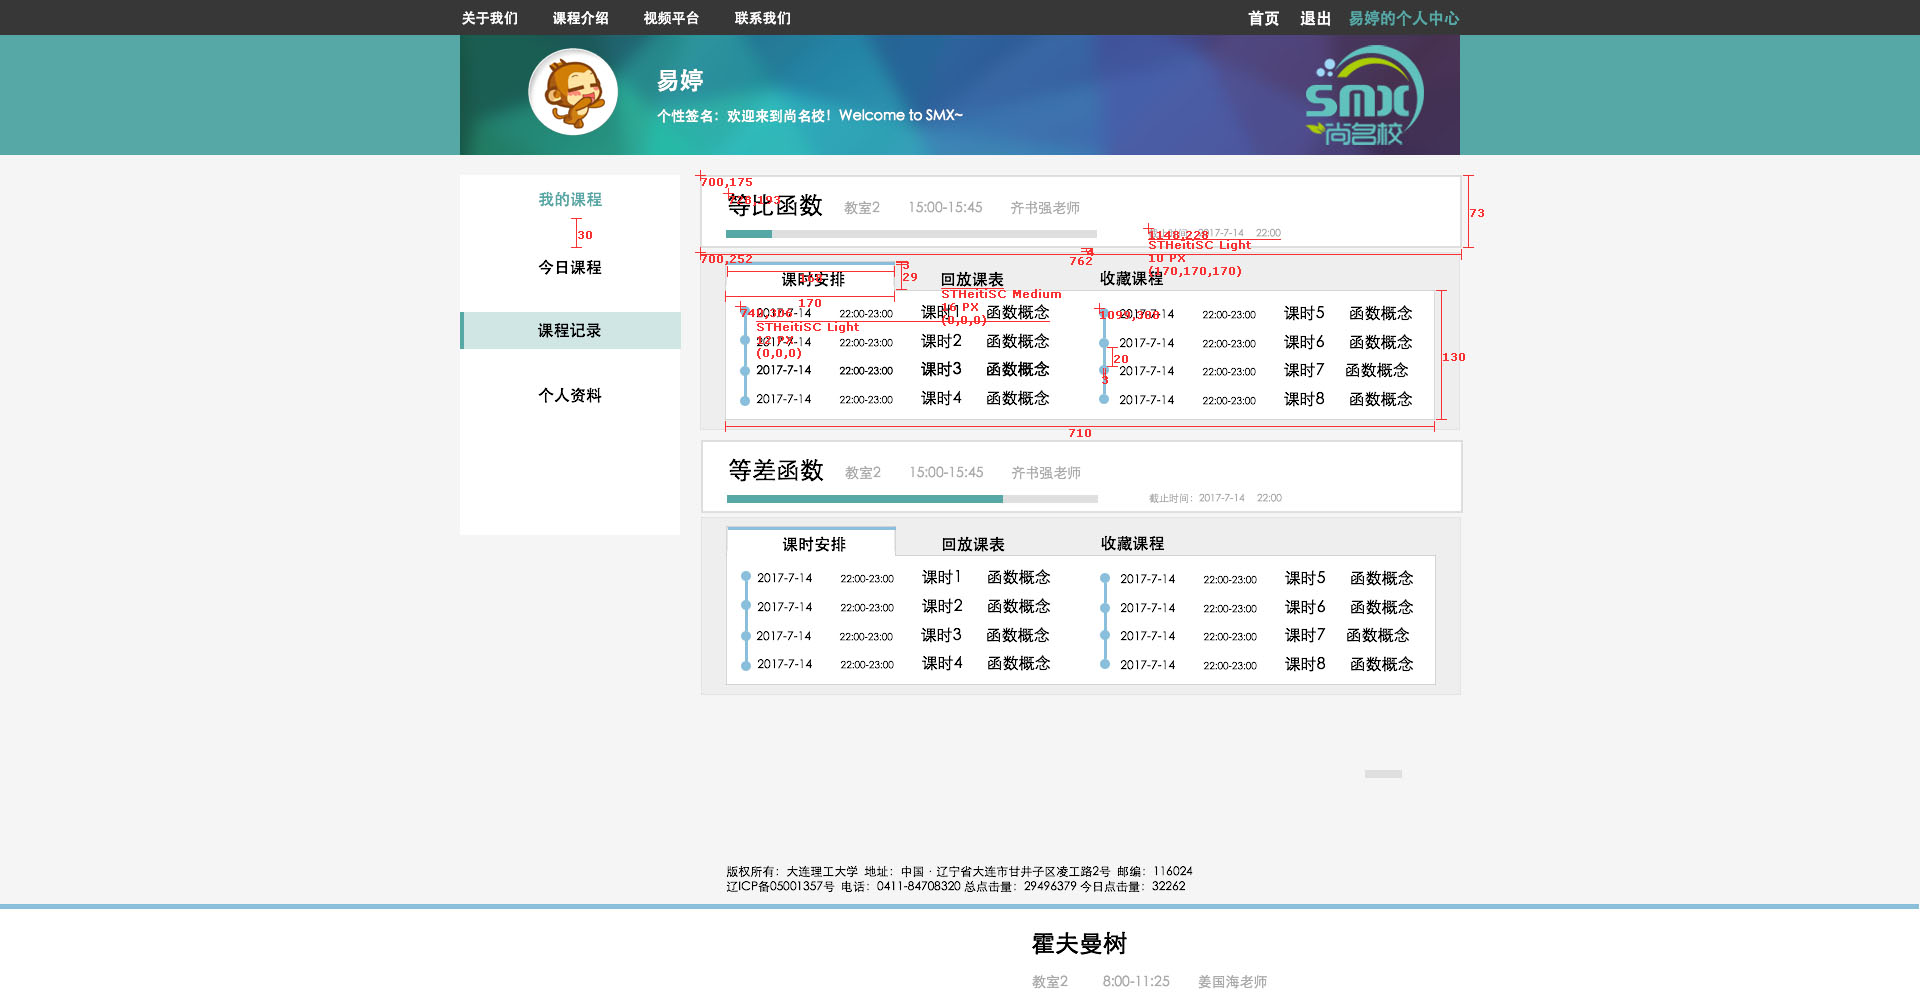 关于我们 课程介绍 视频平台 联系我们 首页 退出 易婷的个人中心
易婷
个性签名：欢迎来到尚名校！Welcome to SMX~
SMX
尚名校
我的课程
30
今日课程
课程记录
个人资料
700,175
等比函数 教室2 15:00-15:45 齐书强老师
73
1148,228
2017-7-14 22:00
STHeitiSC Light
10 PX
(170,170,170)
700,252
762
3
29
课时安排 回放课表 收藏课程
170
STHeitiSC Medium
16 PX
(0,0,0)
2017-7-14 22:00-23:00 课时1 函数概念
STHeitiSC Light
(0,0,0)
22:00-23:00 课时2 函数概念
2017-7-14 22:00-23:00 课时3 函数概念
2017-7-14 22:00-23:00 课时4 函数概念
22:00-23:00 课时5 函数概念
2017-7-14 22:00-23:00 课时6 函数概念
20
2017-7-14 22:00-23:00 课时7 函数概念
3
2017-7-14 22:00-23:00 课时8 函数概念
130
710
等差函数 教室2 15:00-15:45 齐书强老师
截止时间：2017-7-14 22:00
课时安排 回放课表 收藏课程
2017-7-14 22:00-23:00 课时1 函数概念 2017-7-14 22:00-23:00 课时5 函数概念
2017-7-14 22:00-23:00 课时2 函数概念 2017-7-14 22:00-23:00 课时6 函数概念
2017-7-14 22:00-23:00 课时3 函数概念 2017-7-14 22:00-23:00 课时7 函数概念
2017-7-14 22:00-23:00 课时4 函数概念 2017-7-14 22:00-23:00 课时8 函数概念
版权所有：大连理工大学 地址：中国·辽宁省大连市甘井子区凌工路2号 邮编：116024
辽ICP备05001357号 电话：0411-84708320 总点击量：29496379 今日点击量：32262
霍夫曼树
教室2 8:00-11:25 姜国海老师